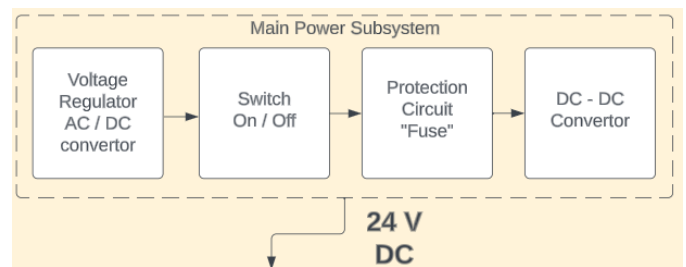 Main Power Subsystem
Voltage
Regulator
AC / DC
convertor
Switch
On / Off
Protection
Circuit
"Fuse"
DC - DC
Convertor
24 V
DC